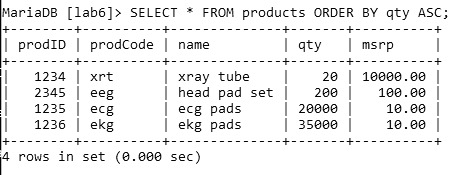 MariaDB [lab6]> SELECT * FROM products ORDER BY qty ASC;
+--------+----------+--------------+-------+----------+
| prodID | prodCode | name         | qty   | msrp     |
+--------+----------+--------------+-------+----------+
|   1234 | xrt      | xray tube    |    20 | 10000.00 |
|   2345 | eeg      | head pad set |   200 |   100.00 |
|   1235 | ecg      | ecg pads     | 20000 |    10.00 |
|   1236 | ekg      | ekg pads     | 35000 |    10.00 |
+--------+----------+--------------+-------+----------+
4 rows in set (0.000 sec)